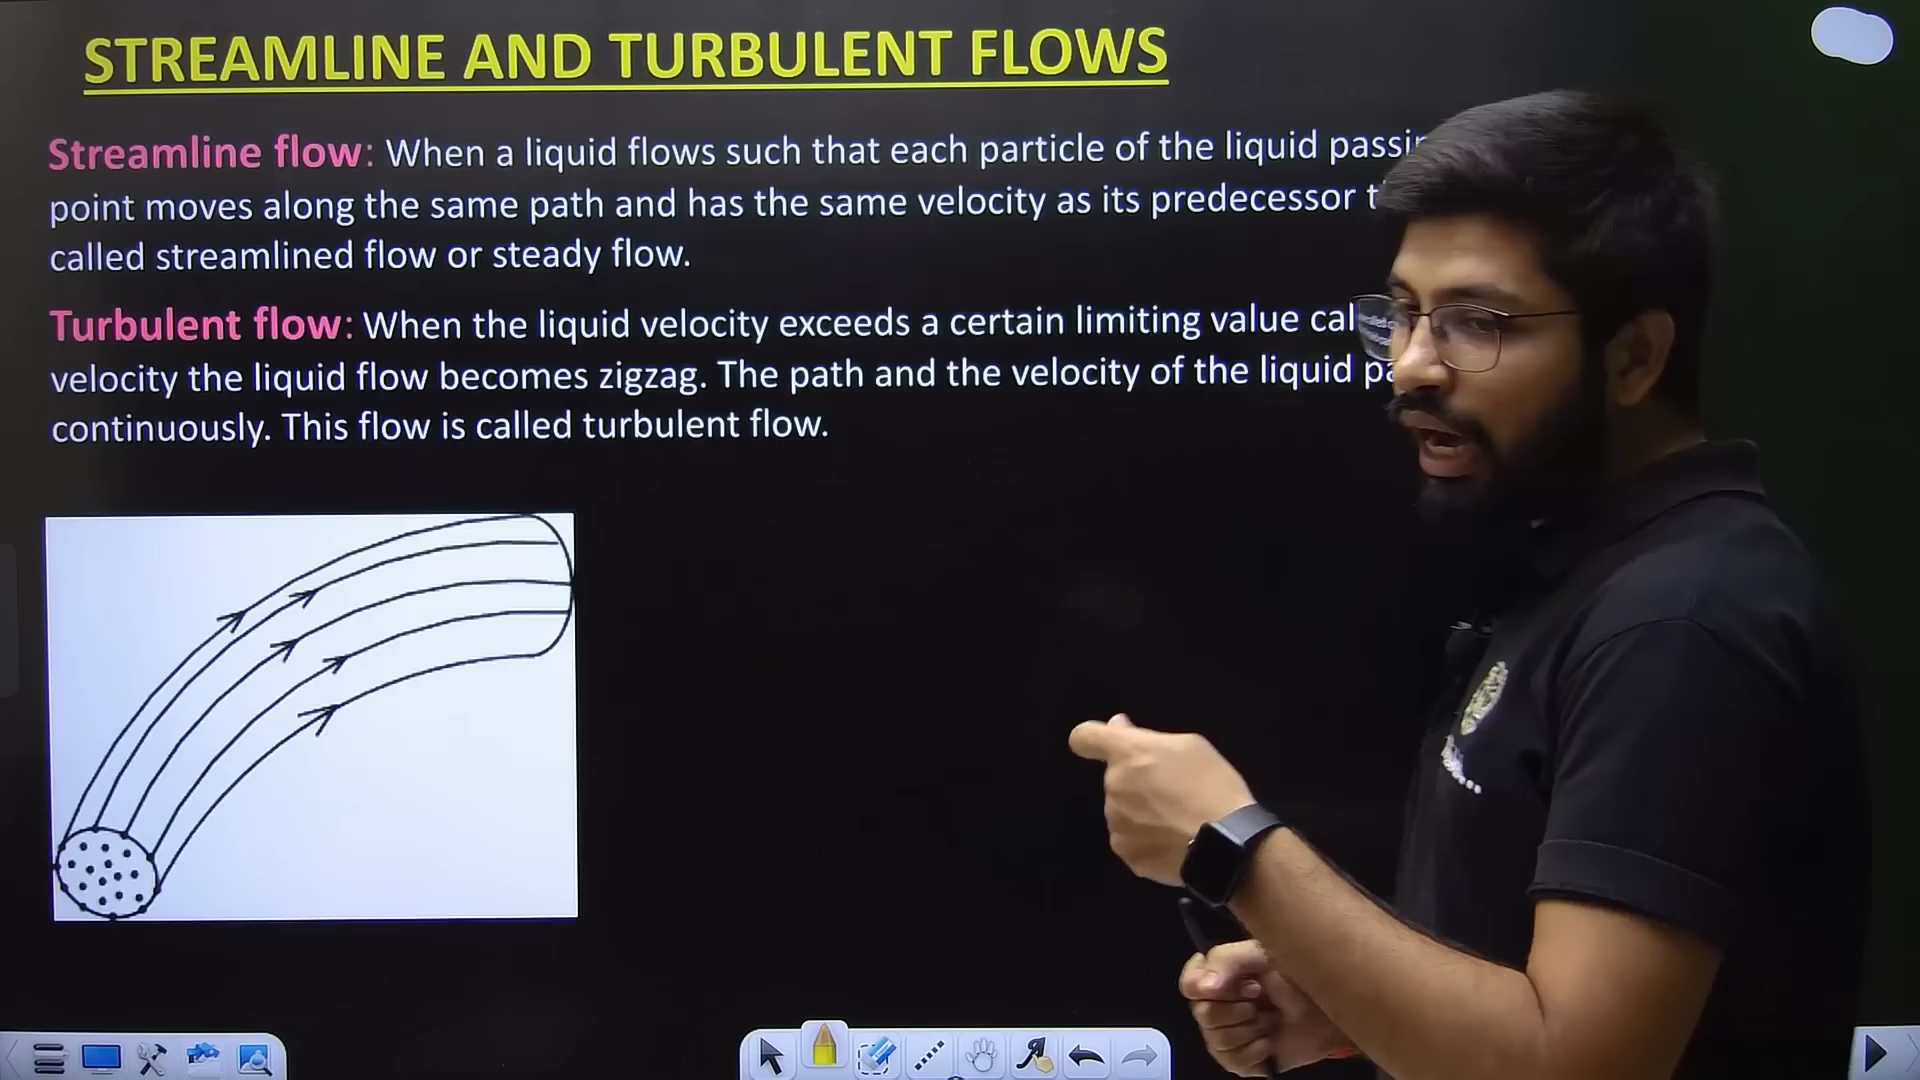 STREAMLINE AND TURBULENT FLOWS
Streamline flow: When a liquid flows such that each particle of the liquid
point moves along the same path and has the same velocity as its predecessor
called streamlined flow or steady flow.
Turbulent flow: When the liquid velocity exceeds a certain limiting value
velocity the liquid flow becomes zigzag. The path and the velocity of the liquid
continuously. This flow is called turbulent flow.